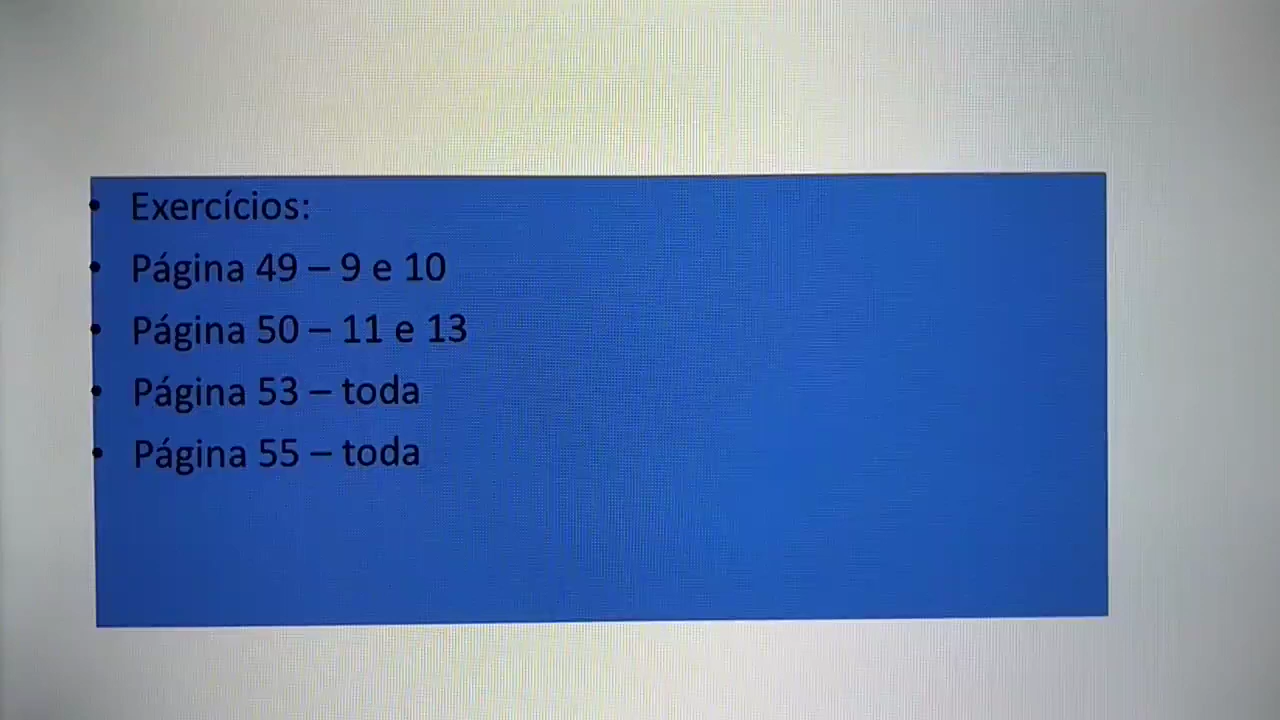 • Exercícios:
• Página 49 – 9 e 10
• Página 50 – 11 e 13
• Página 53 – toda
• Página 55 – toda